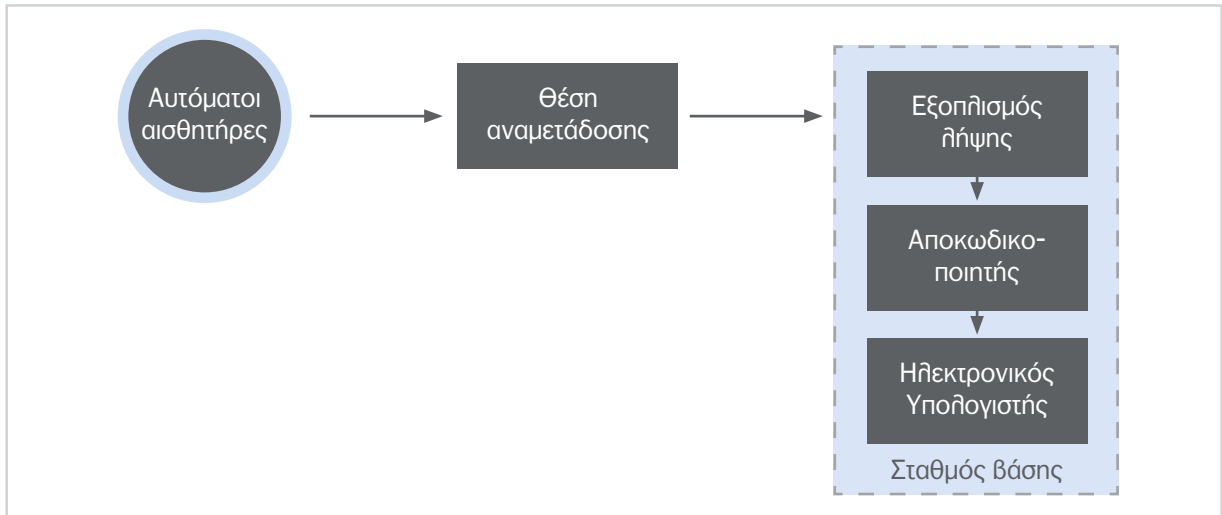 Αυτόματοι
αισθητήρες
Θέση
αναμετάδοσης
Εξοπλισμός
λήψης
Αποκωδικο-
ποιητής
Ηλεκτρονικός
Υπολογιστής
Σταθμός βάσης